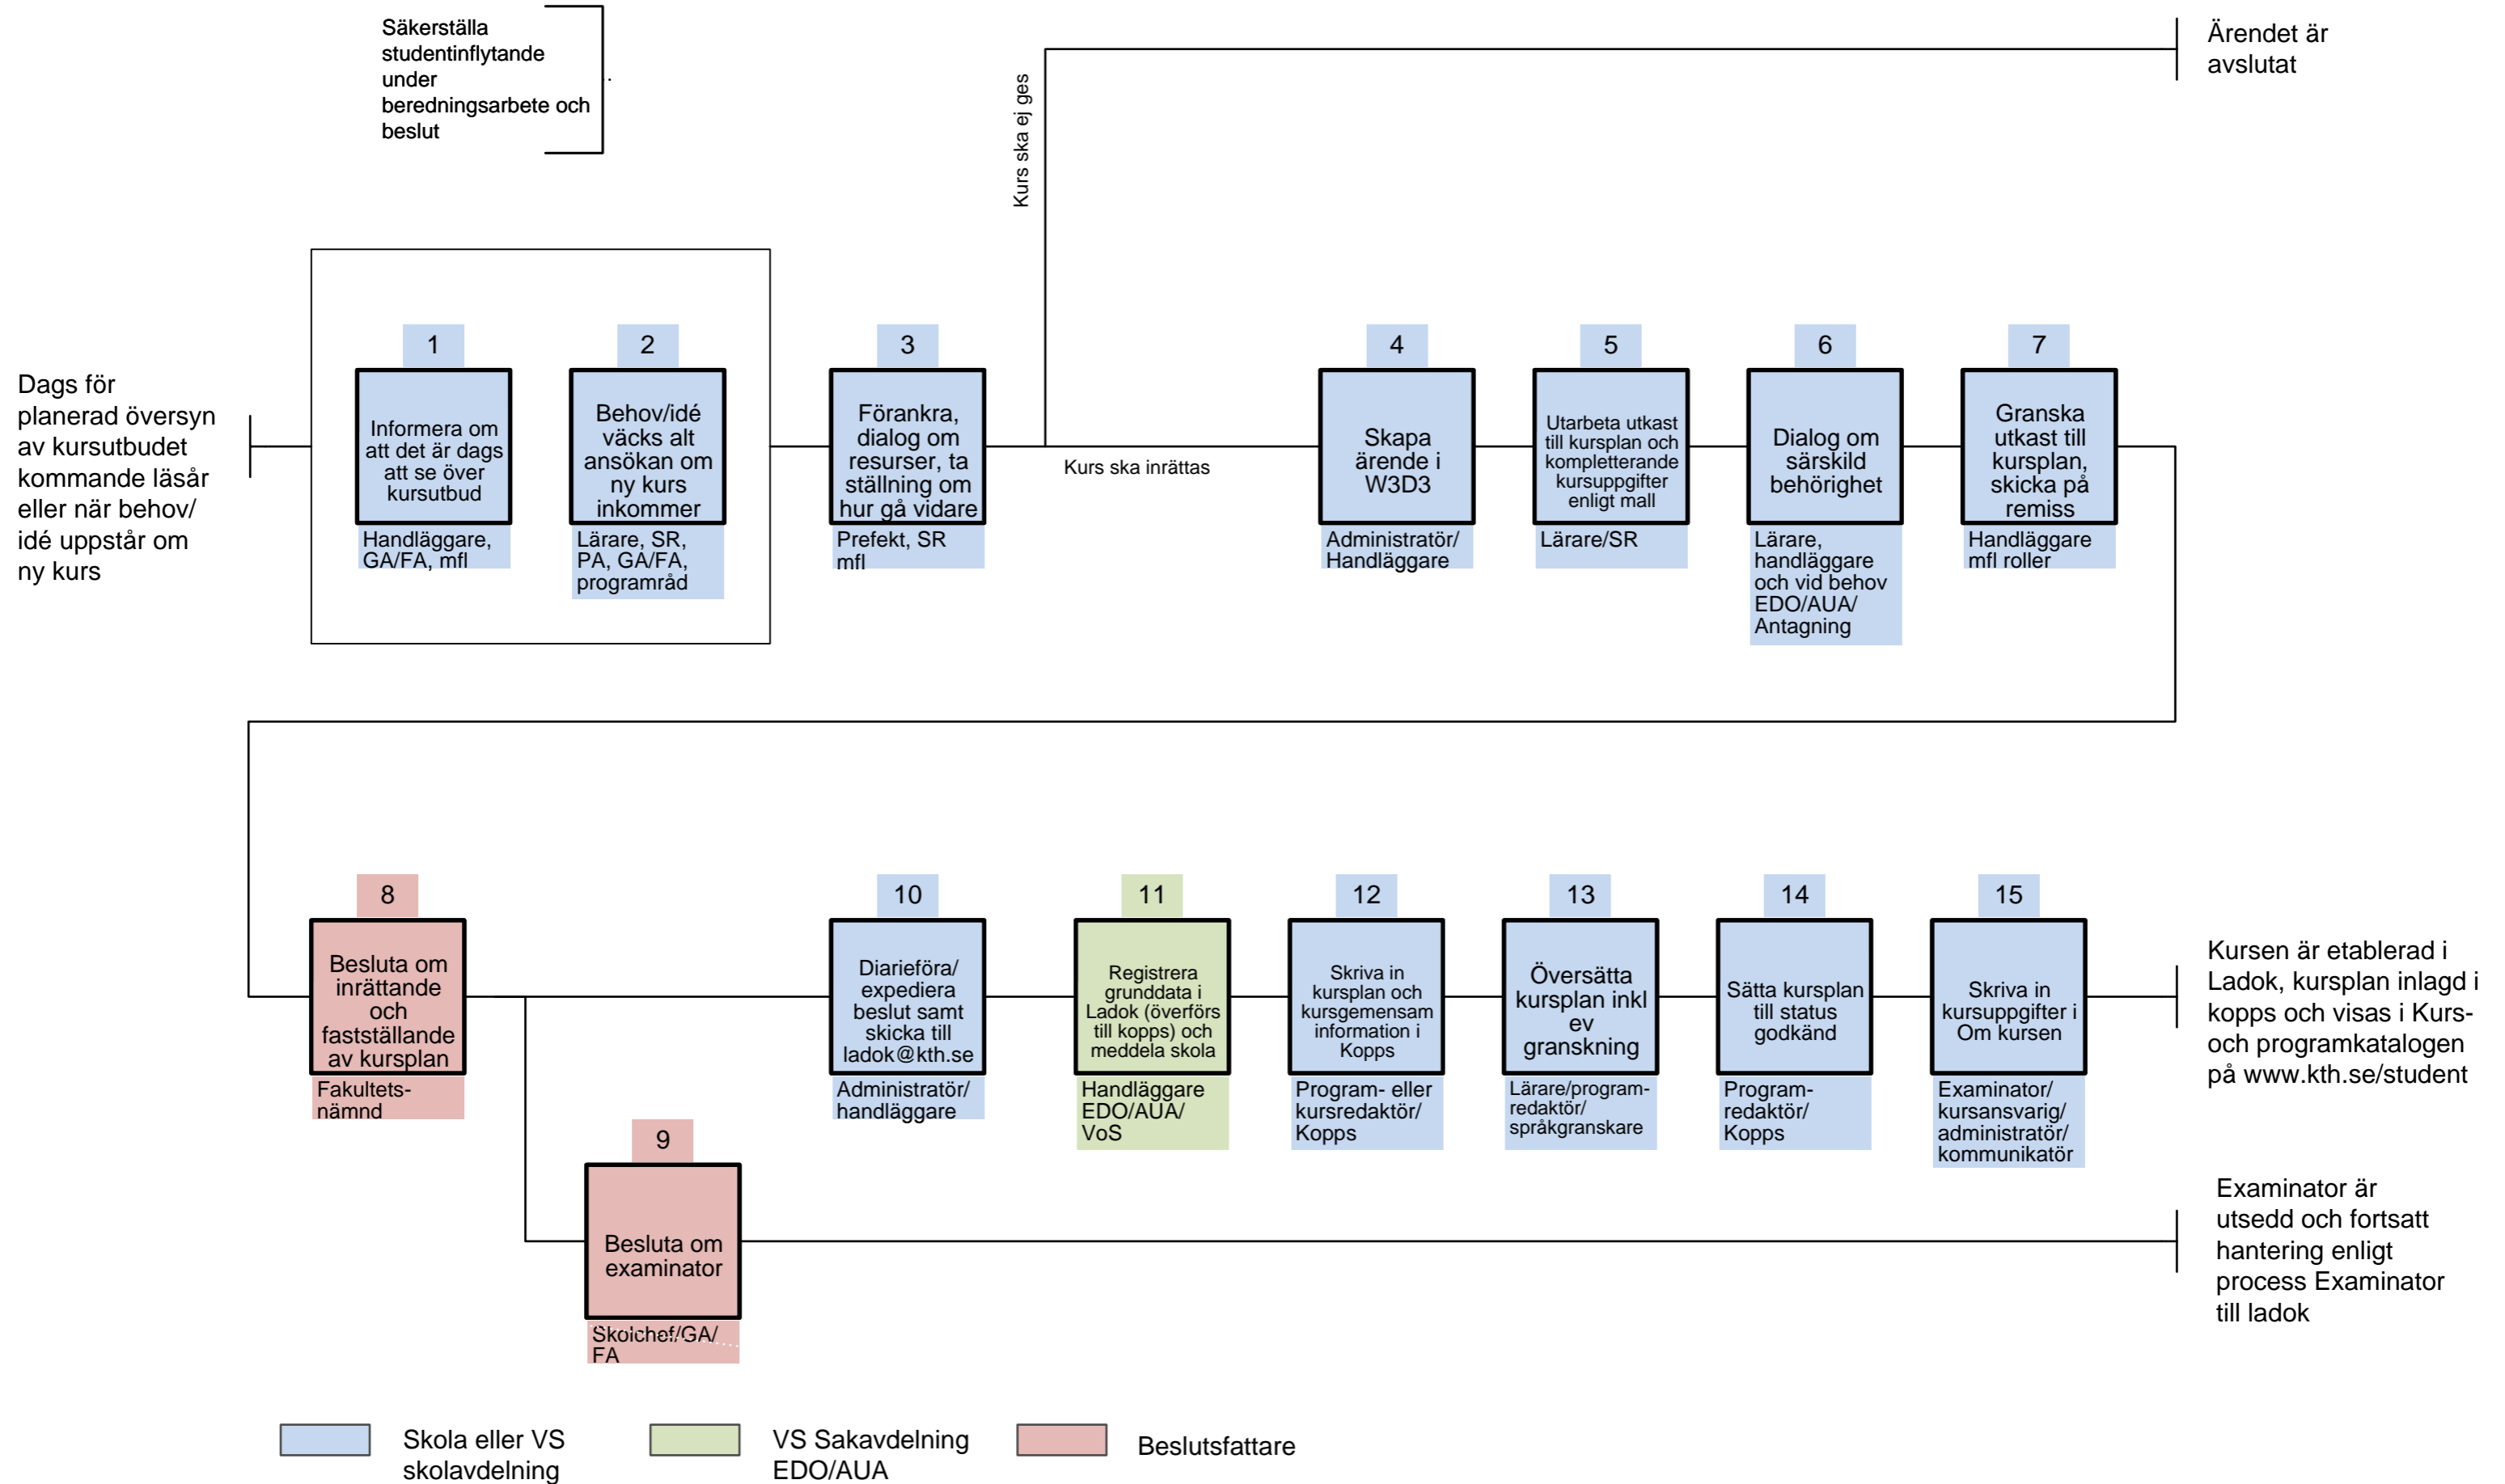 Säkerställa
studentinflytande
under
beredningsarbete och
beslut
Ärendet är
avslutat
Kurs ska ej ges
Dags för
planerad översyn
av kursutbudet
kommande läsår
eller när behov/
idé uppstår om
ny kurs
1
Informera om
att det är dags
att se över
kursutbud
Handläggare,
GA/FA, mfl
2
Behov/idé
väcks alt
ansökan om
ny kurs
inkommer
Lärare, SR,
PA, GA/FA,
programråd
3
Förankra,
dialog om
resurser, ta
ställning om
hur gå vidare
Prefekt, SR
mfl
Kurs ska inrättas
4
Skapa
ärende i
W3D3
Administratör/
Handläggare
5
Utarbeta utkast
till kursplan och
kompletterande
kursuppgifter
enligt mall
Lärare/SR
6
Dialog om
särskild
behörighet
Lärare,
handläggare
och vid behov
EDO/AUA/
Antagning
7
Granska
utkast till
kursplan,
skicka på
remiss
Handläggare
mfl roller
8
Besluta om
inrättande
och
fastställande
av kursplan
Fakultets-
nämnd
9
Besluta om
examinator
Skolchef/GA/
FA
10
Diarieföra/
expediera
beslut samt
skicka till
ladok@kth.se
Administratör/
handläggare
11
Registrera
grunddata i
Ladok (överförs
till kopps) och
meddela skola
Handläggare
EDO/AUA/
VoS
12
Skriva in
kursplan och
kursgemensam
information i
Kopps
Program- eller
kursredaktör/
Kopps
13
Översätta
kursplan inkl
ev
granskning
Lärare/program-
redaktör/
språkgranskare
14
Sätta kursplan
till status
godkänd
Program-
redaktör/
Kopps
15
Skriva in
kursuppgifter i
Om kursen
Examinator/
kursansvarig/
administratör/
kommunikatör
Kursen är etablerad i
Ladok, kursplan inlagd i
kopps och visas i Kurs-
och programkatalogen
på www.kth.se/student
Examinator är
utsedd och fortsatt
hantering enligt
process Examinator
till ladok
Skola eller VS
skolavdelning
VS Sakavdelning
EDO/AUA
Beslutsfattare